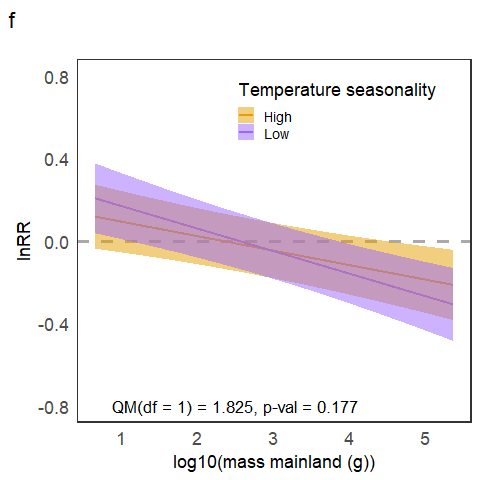 f
Temperature seasonality
High
Low
0.8
0.4
0.0
-0.4
-0.8
lnRR
QM(df = 1) = 1.825, p-val = 0.177
1 2 3 4 5
log10(mass mainland (g))